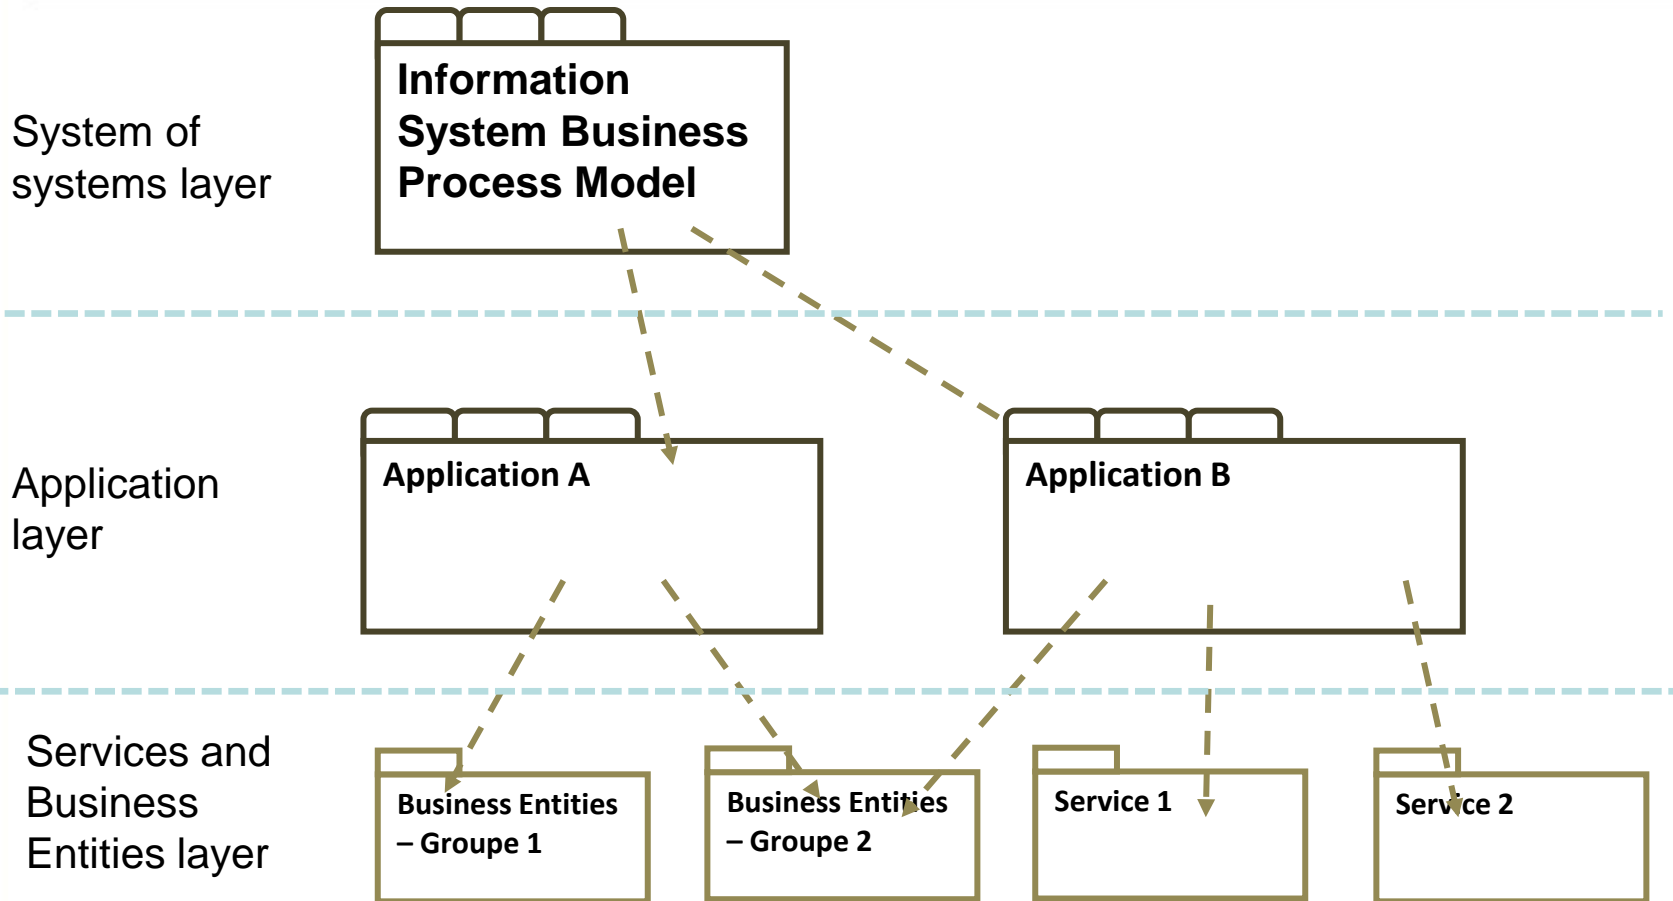 Information
System Business
Process Model
System of
systems layer
Application A
Application B
Application
layer
Services and
Business
Entities layer
Business Entities
– Groupe 1
Business Entities
– Groupe 2
Service 1
Service 2